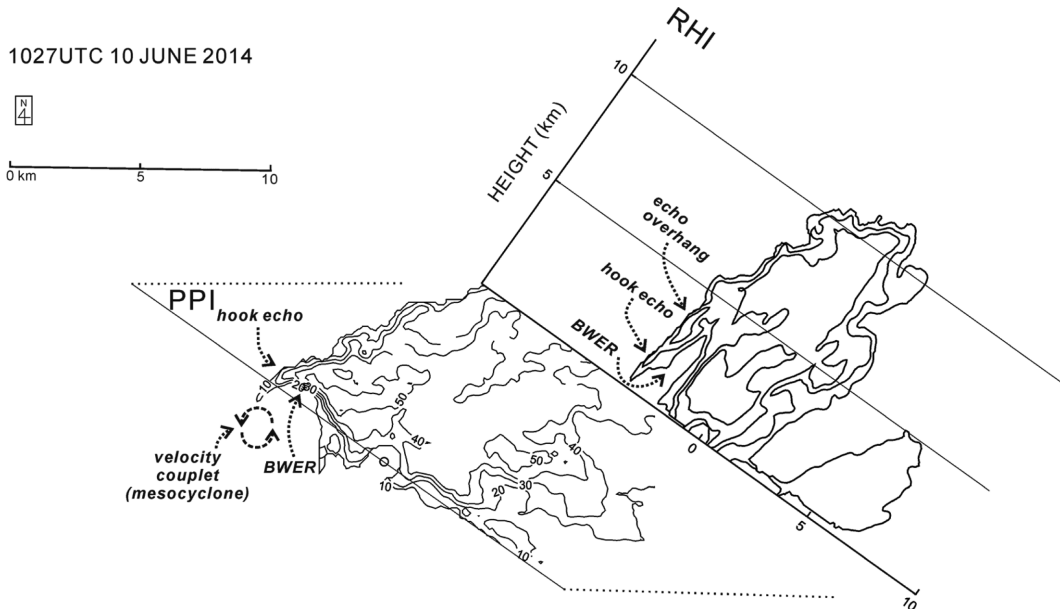 1027UTC 10 JUNE 2014
N
4
0 km 5 10
RHI
10
HEIGHT (km)
5
echo
overhang
hook echo
BWER
PPI
hook echo
<10
20
30
50
40
velocity
couplet
(mesocyclone)
BWER
10
40
50
30
20
10
0
5
10